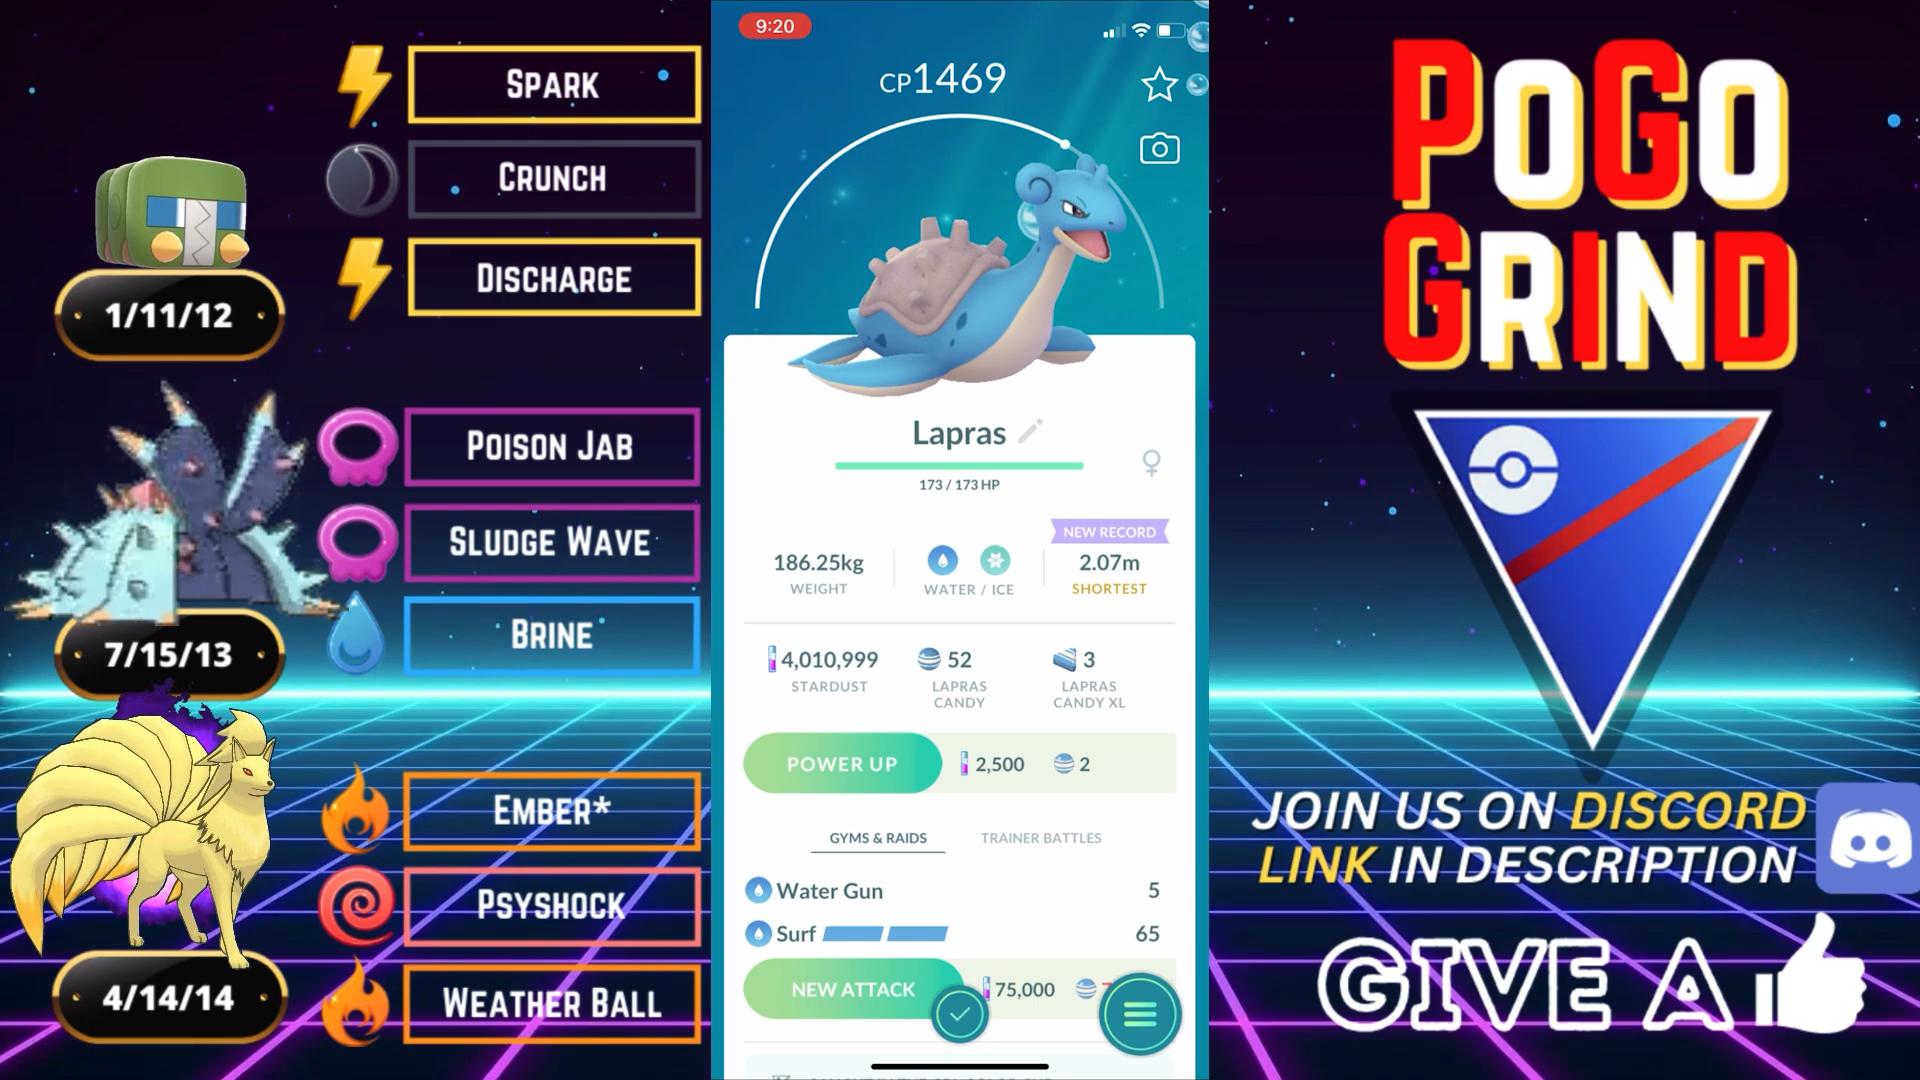 SPARK
CRUNCH
DISCHARGE
1/11/12
POISON JAB
SLUDGE WAVE
BRINE
7/15/13
EMBER*
PSYSHOCK
WEATHER BALL
4/14/14
9:20
CP1469
Lapras
173 / 173 HP
NEW RECORD
186.25kg
WEIGHT
WATER / ICE
2.07m
SHORTEST
4,010,999
STARDUST
52
LAPRAS
CANDY
3
LAPRAS
CANDY XL
POWER UP 2,500 2
GYMS & RAIDS TRAINER BATTLES
Water Gun 5
Surf 65
NEW ATTACK 75,000
POGO
GRIND
JOIN US ON DISCORD
LINK IN DESCRIPTION
GIVE A